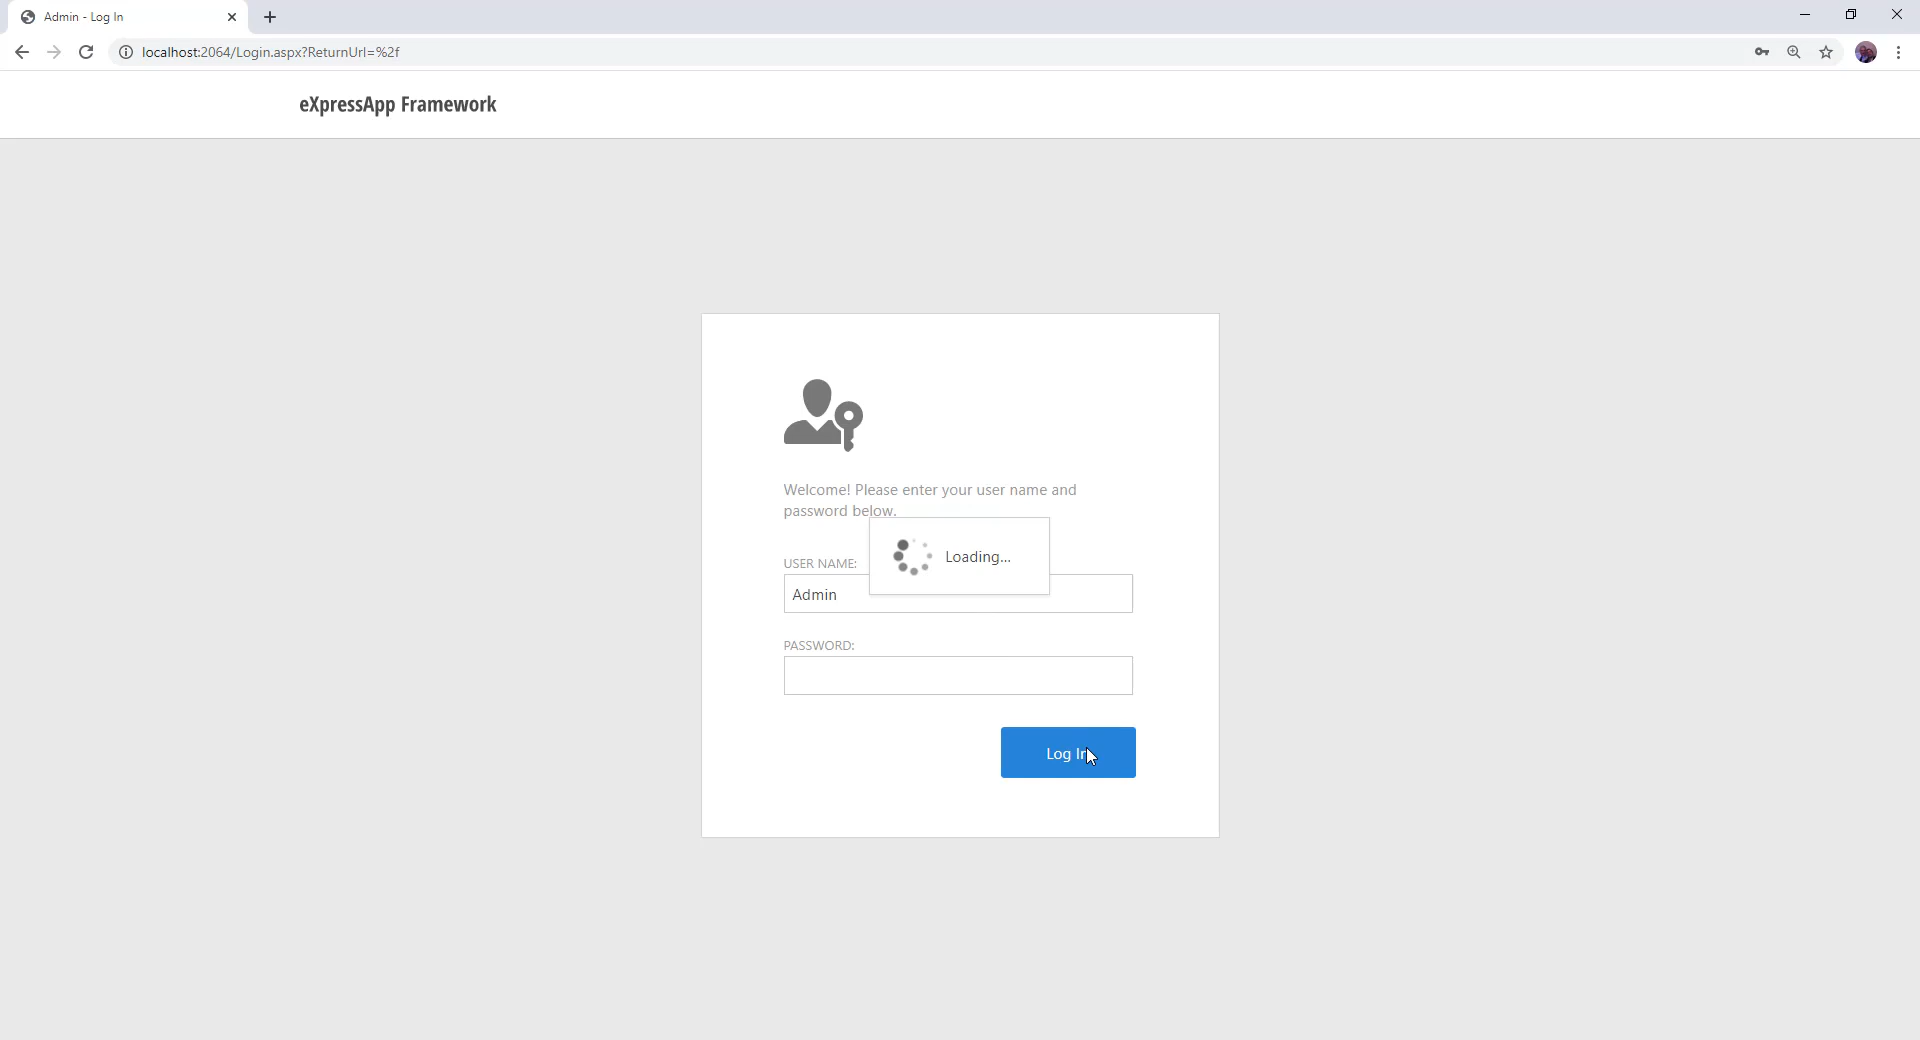 Admin - Log In
localhost:2064/Login.aspx?ReturnUrl=%2f
eXpressApp Framework
Welcome! Please enter your user name and
password below.
Loading...
USER NAME:
Admin
PASSWORD:
Log In